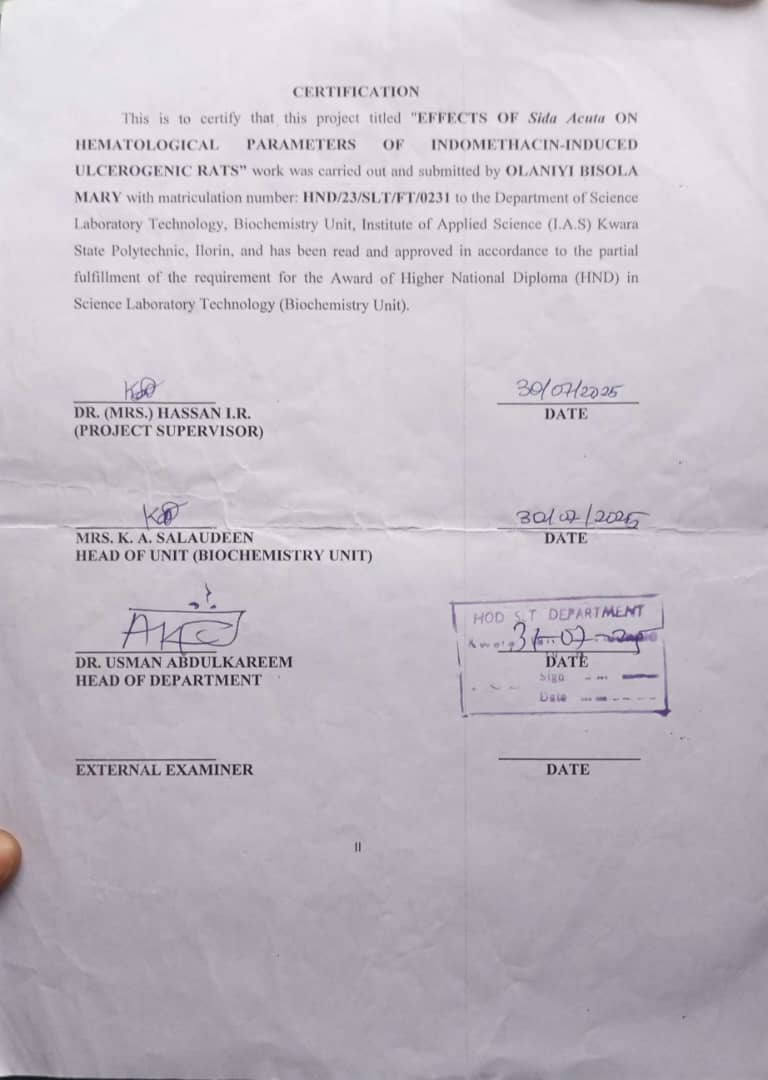 CERTIFICATION
This is to certify that this project titled "EFFECTS OF Sida Acuta ON
HEMATOLOGICAL PARAMETERS OF INDOMETHACIN-INDUCED
ULCEROGENIC RATS” work was carried out and submitted by OLANIYI BISOLA
MARY with matriculation number: HND/23/SLT/FT/0231 to the Department of Science
Laboratory Technology, Biochemistry Unit, Institute of Applied Science (I.A.S) Kwara
State Polytechnic, Ilorin, and has been read and approved in accordance to the partial
fulfillment of the requirement for the Award of Higher National Diploma (HND) in
Science Laboratory Technology (Biochemistry Unit).
30/07/2025
DR. (MRS.) HASSAN I.R. DATE
(PROJECT SUPERVISOR)
30/07/2025
MRS. K. A. SALAUDEEN DATE
HEAD OF UNIT (BIOCHEMISTRY UNIT)
HOD S T DEPARTMENT
31-07-25
DR. USMAN ABDULKAREEM DATE
HEAD OF DEPARTMENT
Sign
Date
EXTERNAL EXAMINER DATE
II